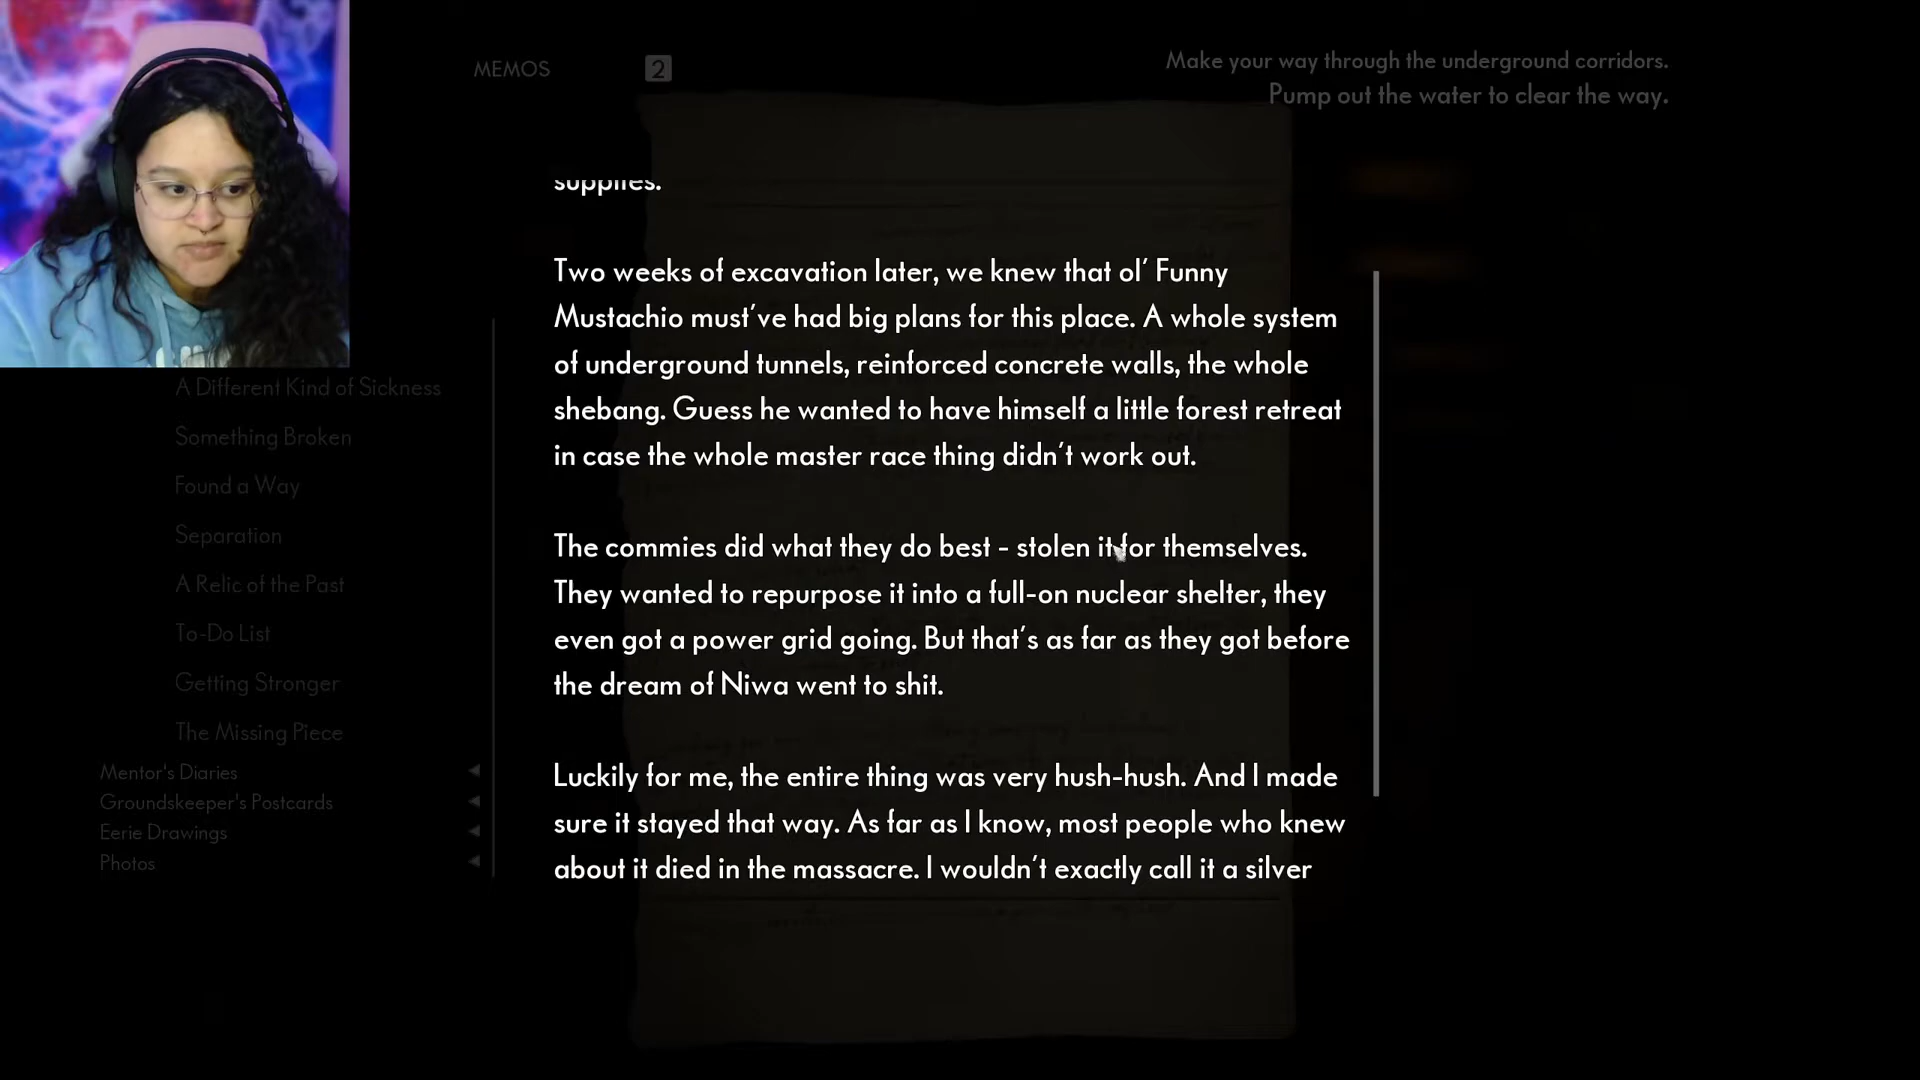 MEMOS 2
Make your way through the underground corridors.
Pump out the water to clear the way.
supplies.
Two weeks of excavation later, we knew that ol' Funny
Mustachio must've had big plans for this place. A whole system
of underground tunnels, reinforced concrete walls, the whole
shebang. Guess he wanted to have himself a little forest retreat
in case the whole master race thing didn't work out.
The commies did what they do best - stolen it for themselves.
They wanted to repurpose it into a full-on nuclear shelter, they
even got a power grid going. But that's as far as they got before
the dream of Niwa went to shit.
Luckily for me, the entire thing was very hush-hush. And I made
sure it stayed that way. As far as I know, most people who knew
about it died in the massacre. I wouldn't exactly call it a silver
A Different Kind of Sickness
Something Broken
Found a Way
Separation
A Relic of the Past
To-Do List
Getting Stronger
The Missing Piece
Mentor's Diaries
Groundskeeper's Postcards
Eerie Drawings
Photos